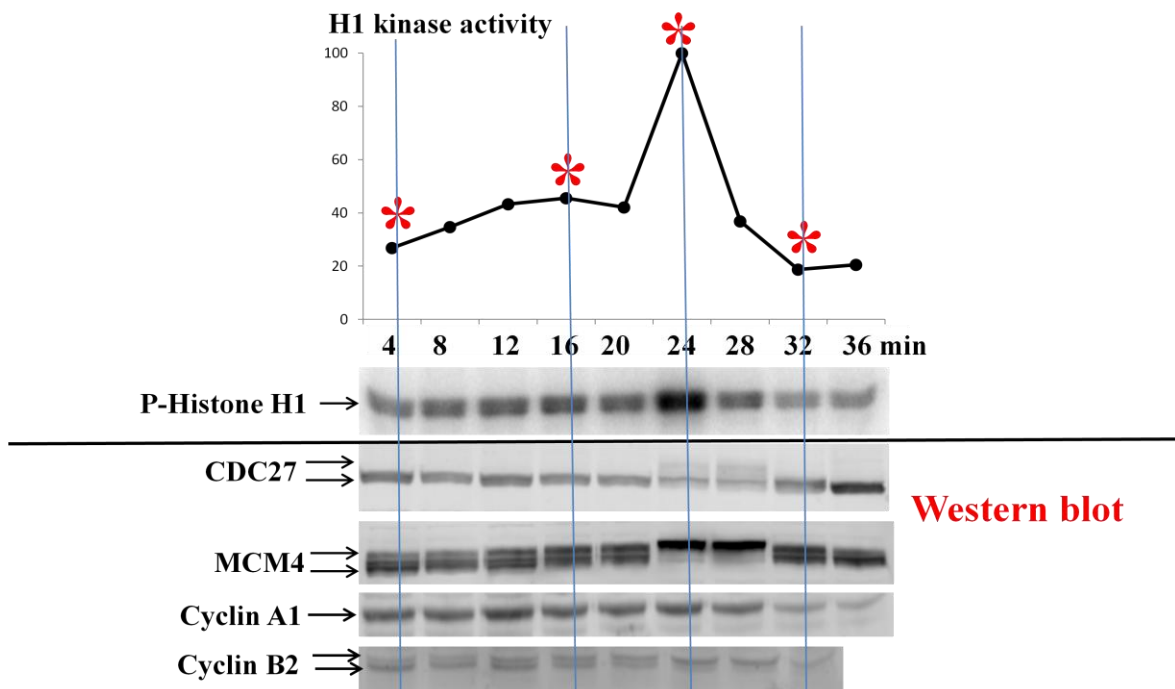 H1 kinase activity
100
80
60
40
20
0
4 8 12 16 20 24 28 32 36 min
P-Histone H1
CDC27
Western blot
MCM4
Cyclin A1
Cyclin B2